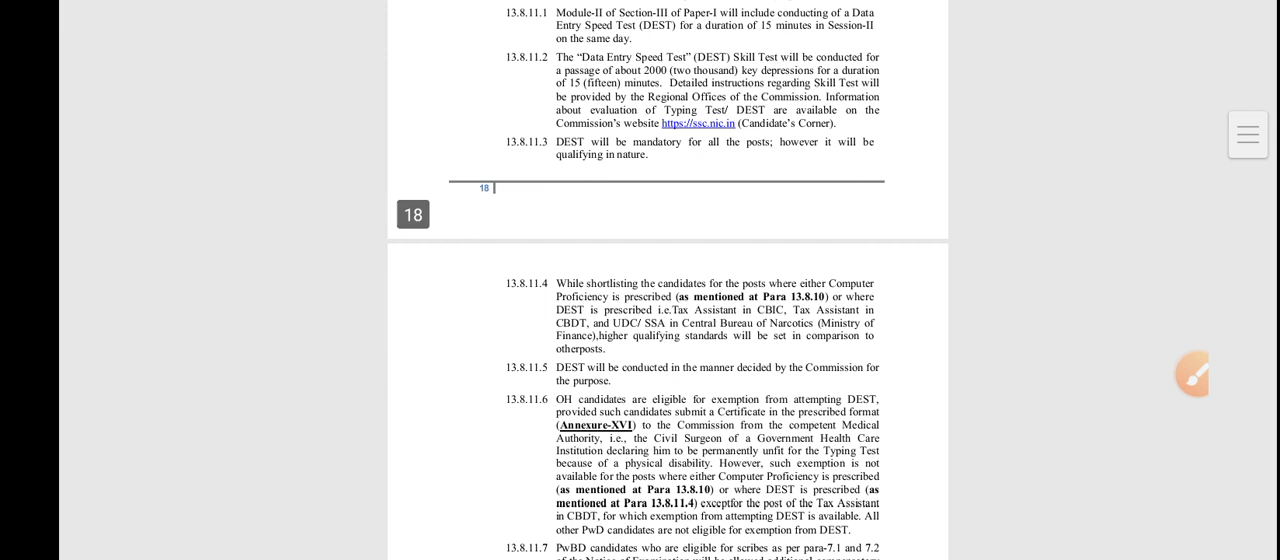 13.8.11.1 Module-II of Section-III of Paper-I will include conducting of a Data
Entry Speed Test (DEST) for a duration of 15 minutes in Session-II
on the same day.
13.8.11.2 The “Data Entry Speed Test” (DEST) Skill Test will be conducted for
a passage of about 2000 (two thousand) key depressions for a duration
of 15 (fifteen) minutes. Detailed instructions regarding Skill Test will
be provided by the Regional Offices of the Commission. Information
about evaluation of Typing Test/ DEST are available on the
Commission’s website https://ssc.nic.in (Candidate’s Corner).
13.8.11.3 DEST will be mandatory for all the posts; however it will be
qualifying in nature.
18
18
13.8.11.4 While shortlisting the candidates for the posts where either Computer
Proficiency is prescribed (as mentioned at Para 13.8.10) or where
DEST is prescribed i.e.Tax Assistant in CBIC, Tax Assistant in
CBDT, and UDC/ SSA in Central Bureau of Narcotics (Ministry of
Finance),higher qualifying standards will be set in comparison to
otherposts.
13.8.11.5 DEST will be conducted in the manner decided by the Commission for
the purpose.
13.8.11.6 OH candidates are eligible for exemption from attempting DEST,
provided such candidates submit a Certificate in the prescribed format
(Annexure-XVI) to the Commission from the competent Medical
Authority, i.e., the Civil Surgeon of a Government Health Care
Institution declaring him to be permanently unfit for the Typing Test
because of a physical disability. However, such exemption is not
available for the posts where either Computer Proficiency is prescribed
(as mentioned at Para 13.8.10) or where DEST is prescribed (as
mentioned at Para 13.8.11.4) exceptfor the post of the Tax Assistant
in CBDT, for which exemption from attempting DEST is available. All
other PwD candidates are not eligible for exemption from DEST.
13.8.11.7 PwBD candidates who are eligible for scribes as per para-7.1 and 7.2
of the Notice of Examination will be allowed additional compensatory